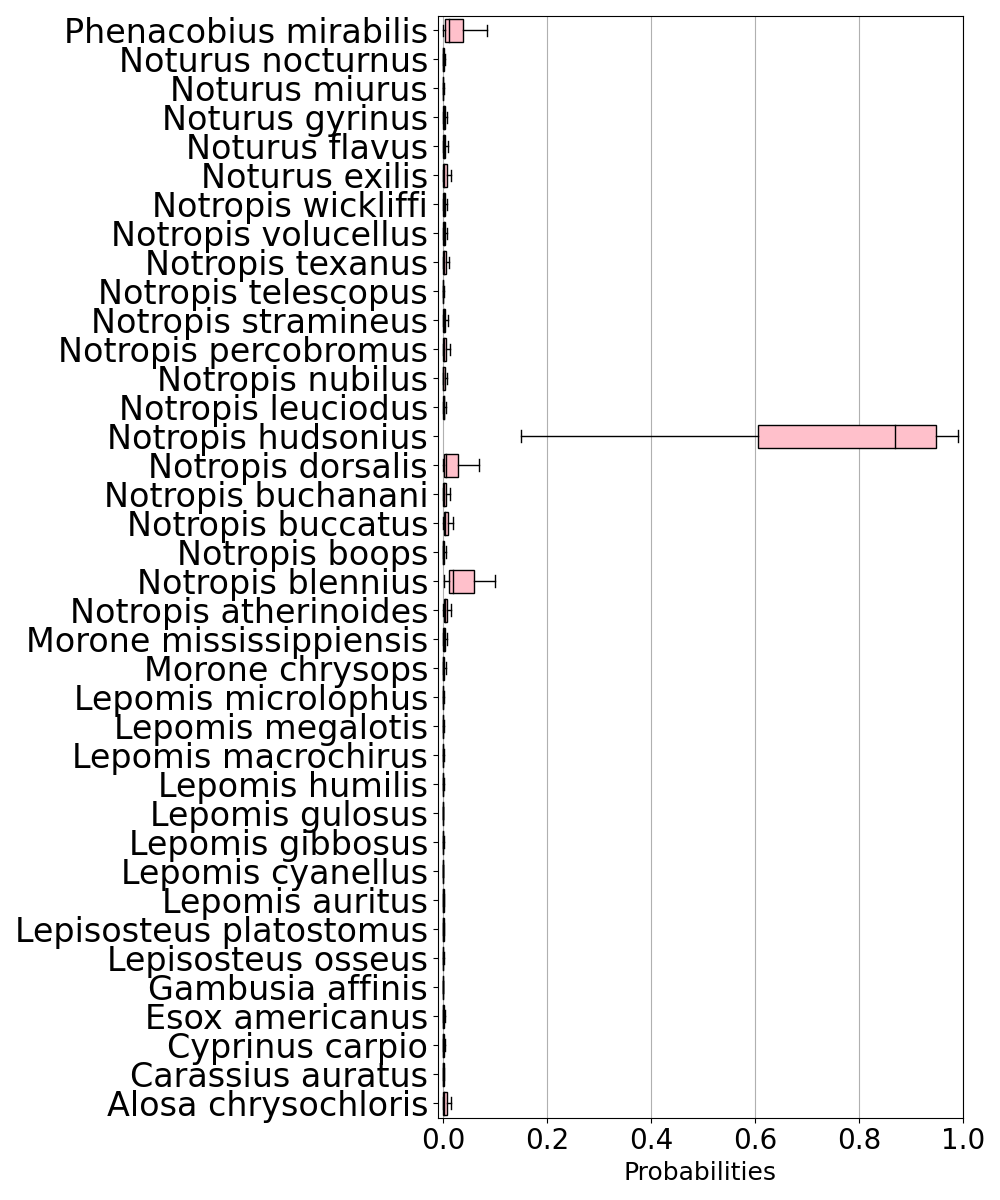 Phenacobius mirabilis
Noturus nocturnus
Noturus miurus
Noturus gyrinus
Noturus flavus
Noturus exilis
Notropis wickliffi
Notropis volucellus
Notropis texanus
Notropis telescopus
Notropis stramineus
Notropis percobromus
Notropis nubilus
Notropis leuciodus
Notropis hudsonius
Notropis dorsalis
Notropis buchanani
Notropis buccatus
Notropis boops
Notropis blennius
Notropis atherinoides
Morone mississippiensis
Morone chrysops
Lepomis microlophus
Lepomis megalotis
Lepomis macrochirus
Lepomis humilis
Lepomis gulosus
Lepomis gibbosus
Lepomis cyanellus
Lepomis auritus
Lepisosteus platostomus
Lepisosteus osseus
Gambusia affinis
Esox americanus
Cyprinus carpio
Carassius auratus
Alosa chrysochloris
0.0 0.2 0.4 0.6 0.8 1.0
Probabilities